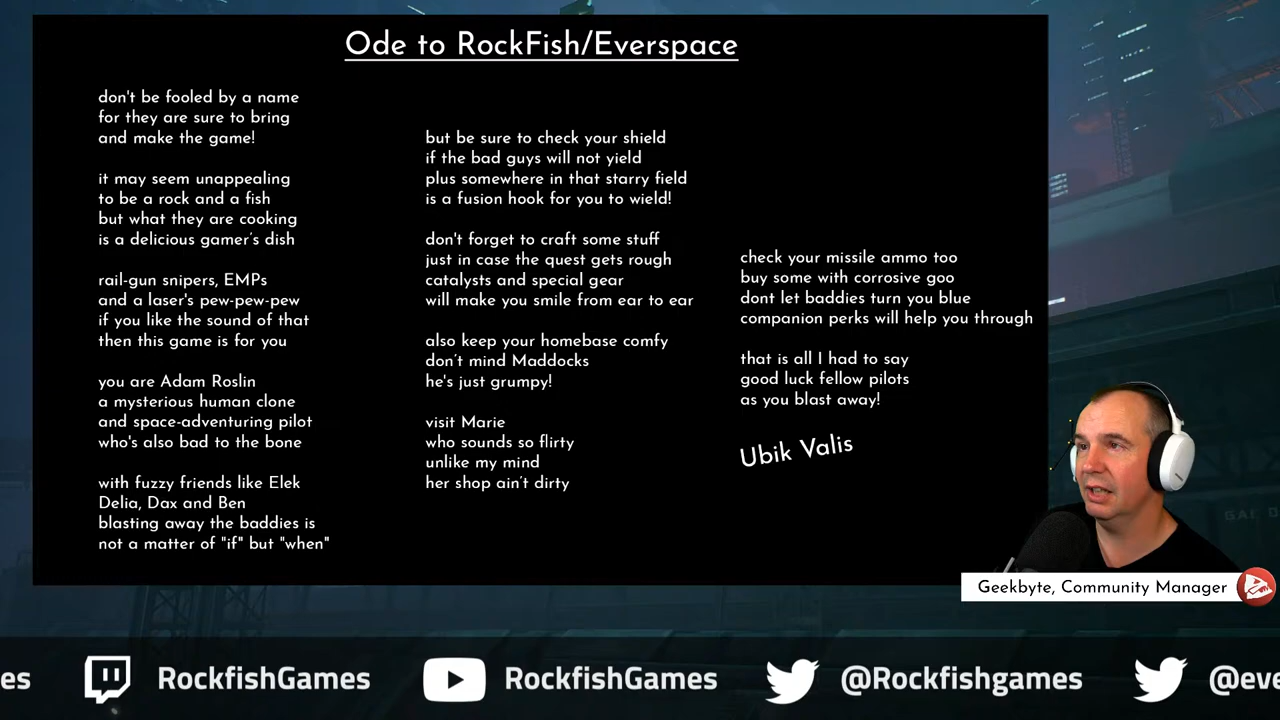 Ode to RockFish/Everspace
don't be fooled by a name
for they are sure to bring
and make the game!
it may seem unappealing
to be a rock and a fish
but what they are cooking
is a delicious gamer's dish
rail-gun snipers, EMPs
and a laser's pew-pew-pew
if you like the sound of that
then this game is for you
you are Adam Roslin
a mysterious human clone
and space-adventuring pilot
who's also bad to the bone
with fuzzy friends like Elek
Delia, Dax and Ben
blasting away the baddies is
not a matter of "if" but "when"
but be sure to check your shield
if the bad guys will not yield
plus somewhere in that starry field
is a fusion hook for you to wield!
don't forget to craft some stuff
just in case the quest gets rough
catalysts and special gear
will make you smile from ear to ear
also keep your homebase comfy
don't mind Maddocks
he's just grumpy!
visit Marie
who sounds so flirty
unlike my mind
her shop ain't dirty
check your missile ammo too
buy some with corrosive goo
dont let baddies turn you blue
companion perks will help you through
that is all I had to say
good luck fellow pilots
as you blast away!
Ubik Valis
Geekbyte, Community Manager
es RockfishGames RockfishGames @Rockfishgames @eve